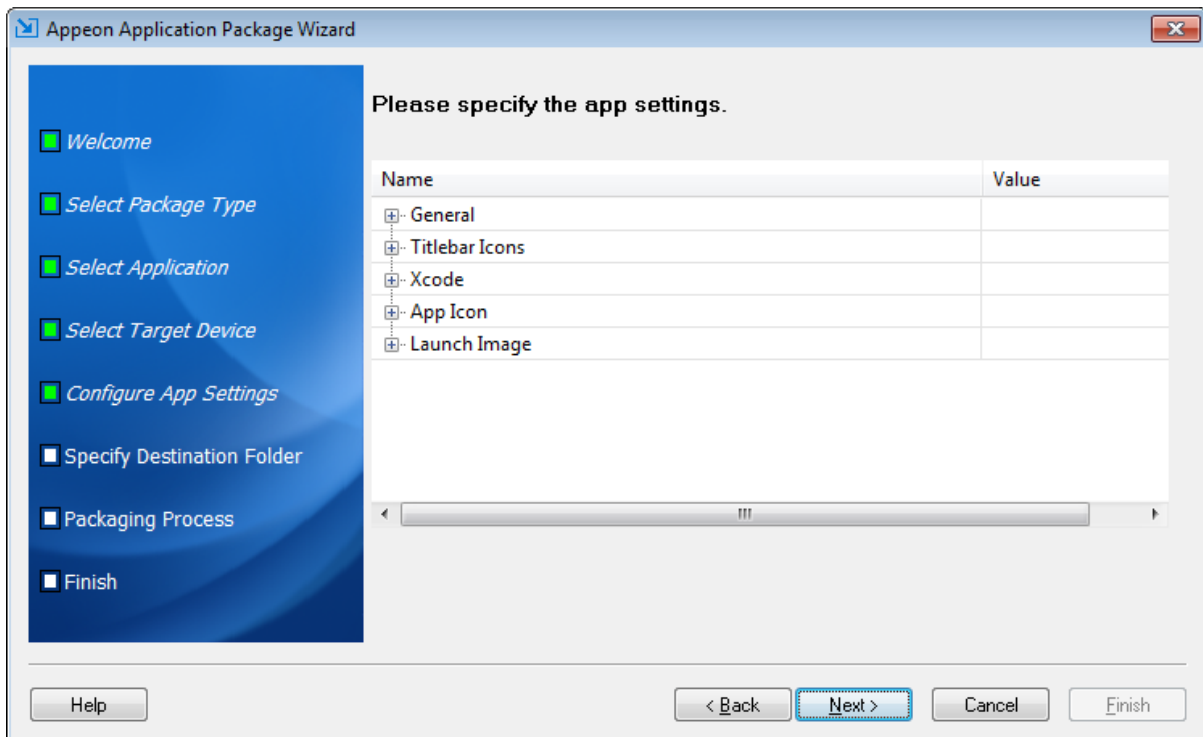 Appeon Application Package Wizard
Welcome
Select Package Type
Select Application
Select Target Device
Configure App Settings
Specify Destination Folder
Packaging Process
Finish
Please specify the app settings.
Name Value
General
Titlebar Icons
Xcode
App Icon
Launch Image
Help < Back Next > Cancel Finish